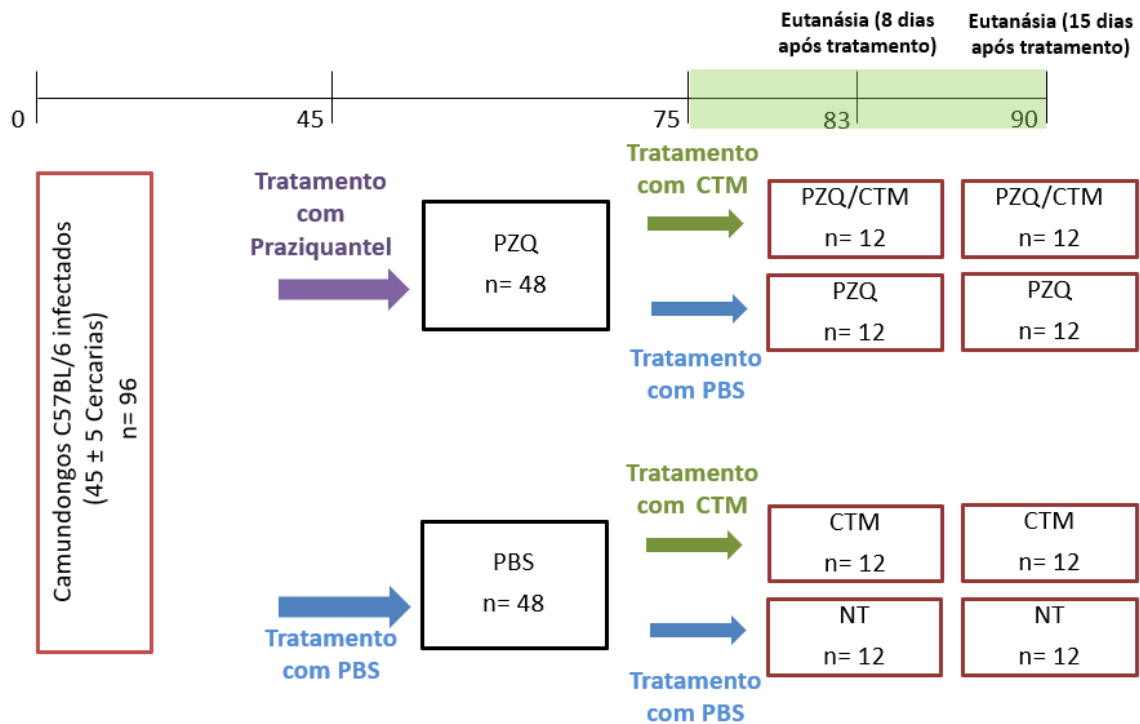 Eutanásia (8 dias
após tratamento)
Eutanásia (15 dias
após tratamento)
0
45
75
83
90
Camundongos C57BL/6 infectados
(45 ± 5 Cercarias)
n= 96
Tratamento
com
Praziquantel
PZQ
n= 48
Tratamento
com CTM
PZQ/CTM
n= 12
PZQ/CTM
n= 12
PZQ
n= 12
PZQ
n= 12
Tratamento
com PBS
Tratamento
com PBS
PBS
n= 48
Tratamento
com CTM
CTM
n= 12
CTM
n= 12
NT
n= 12
NT
n= 12
Tratamento
com PBS